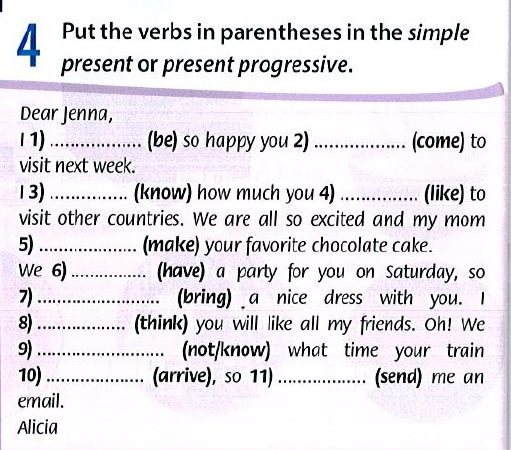 4 Put the verbs in parentheses in the simple
present or present progressive.
Dear Jenna,
I 1) .................. (be) so happy you 2) .................. (come) to
visit next week.
I 3) ............... (know) how much you 4) ............... (like) to
visit other countries. We are all so excited and my mom
5) ................... (make) your favorite chocolate cake.
We 6) ............... (have) a party for you on Saturday, so
7) ........................ (bring) a nice dress with you. I
8) ................. (think) you will like all my friends. Oh! We
9) ......................... (not/know) what time your train
10) ................... (arrive), so 11) ................. (send) me an
email.
Alicia